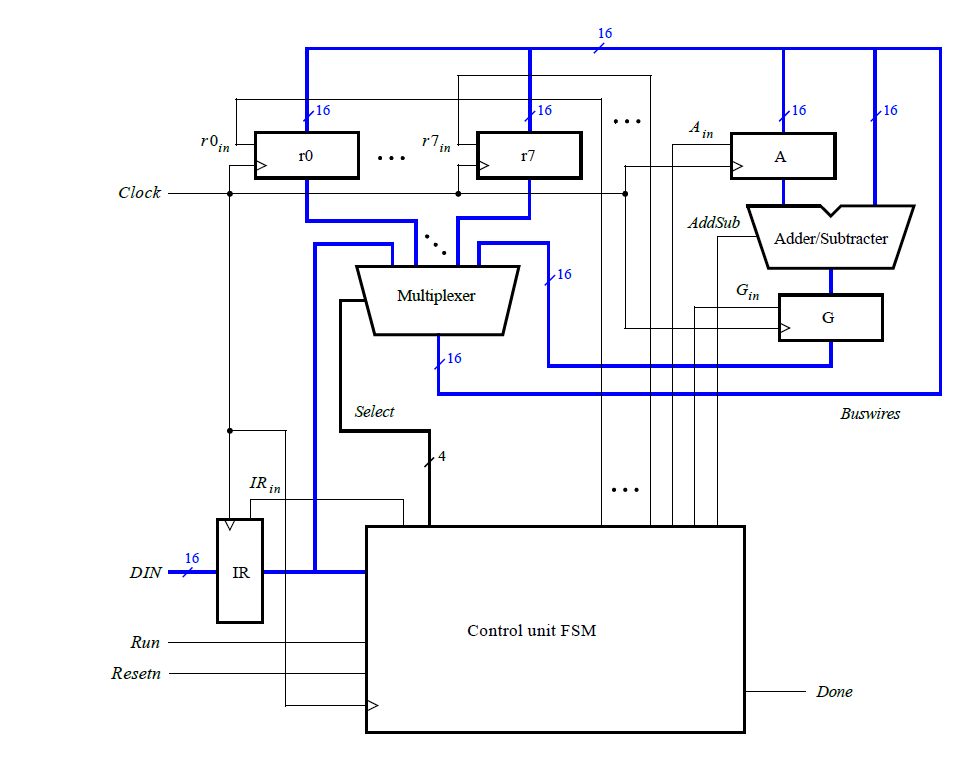 16
16 16 16 16
r0in r0 r7in r7 Ain A
Clock
AddSub Adder/Subtracter
Multiplexer 16 Gin G
16
Select Buswires
4
IRin
16
DIN IR
Run Control unit FSM
Resetn
Done